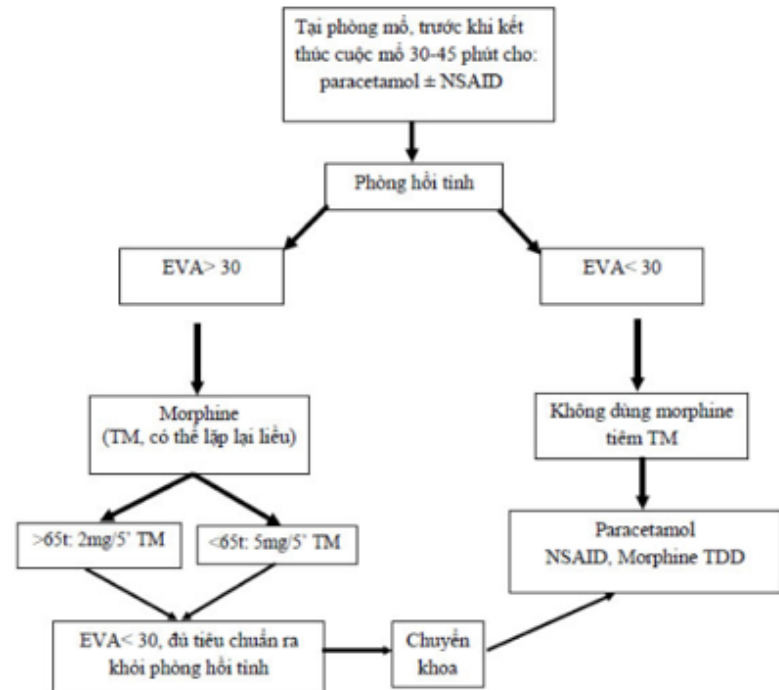 Tại phòng mổ, trước khi kết
thúc cuộc mổ 30-45 phút cho:
paracetamol ± NSAID
Phòng hồi tỉnh
EVA> 30
EVA< 30
Morphine
(TM, có thể lặp lại liều)
Không dùng morphine
tiêm TM
>65t: 2mg/5’ TM
<65t: 5mg/5’ TM
Paracetamol
NSAID, Morphine TDD
EVA< 30, đủ tiêu chuẩn ra
khỏi phòng hồi tỉnh
Chuyển
khoa